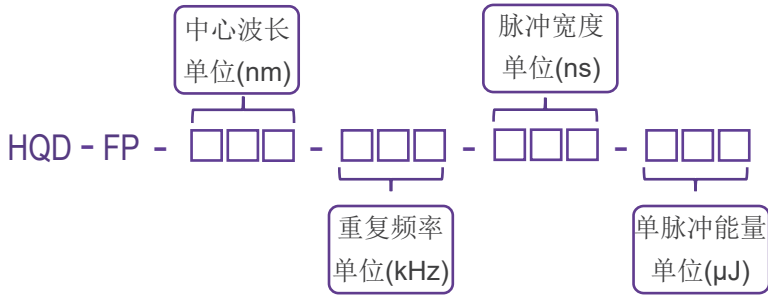 中心波长
单位(nm)
脉冲宽度
单位(ns)
HQD - FP - □□□ - □□□ - □□□ - □□□
重复频率
单位(kHz)
单脉冲能量
单位(μJ)